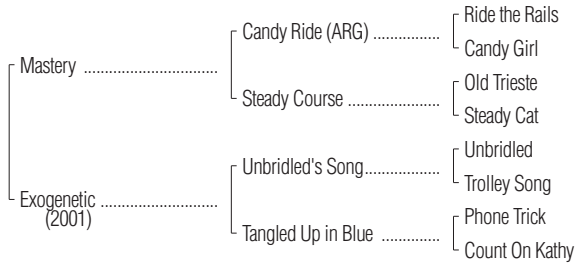 Ride the Rails
Candy Ride (ARG) ................
Candy Girl
Mastery ................................
Old Trieste
Steady Course ......................
Steady Cat
Unbridled
Unbridled's Song..................
Trolley Song
Exogenetic ............................
(2001)
Phone Trick
Tangled Up in Blue ..............
Count On Kathy